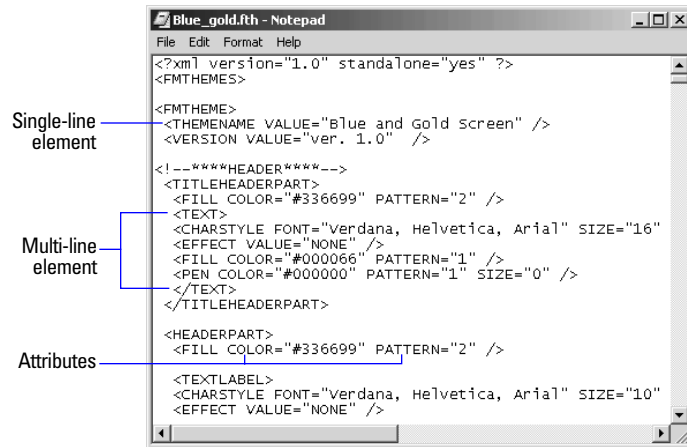 Blue_gold.fth - Notepad
File Edit Format Help
<?xml version="1.0" standalone="yes" ?>
<FMTHEMES>
<FMTHEME>
<THEMENAME VALUE="Blue and Gold Screen" />
<VERSION VALUE="ver. 1.0" />
<!--****HEADER****-->
<TITLEHEADERPART>
<FILL COLOR="#336699" PATTERN="2" />
<TEXT>
<CHARSTYLE FONT="Verdana, Helvetica, Arial" SIZE="16"
<EFFECT VALUE="NONE" />
<FILL COLOR="#000066" PATTERN="1" />
<PEN COLOR="#000000" PATTERN="1" SIZE="0" />
</TEXT>
</TITLEHEADERPART>
<HEADERPART>
<FILL COLOR="#336699" PATTERN="2" />
<TEXTLABEL>
<CHARSTYLE FONT="Verdana, Helvetica, Arial" SIZE="10"
<EFFECT VALUE="NONE" />
Single-line
element
Multi-line
element
Attributes